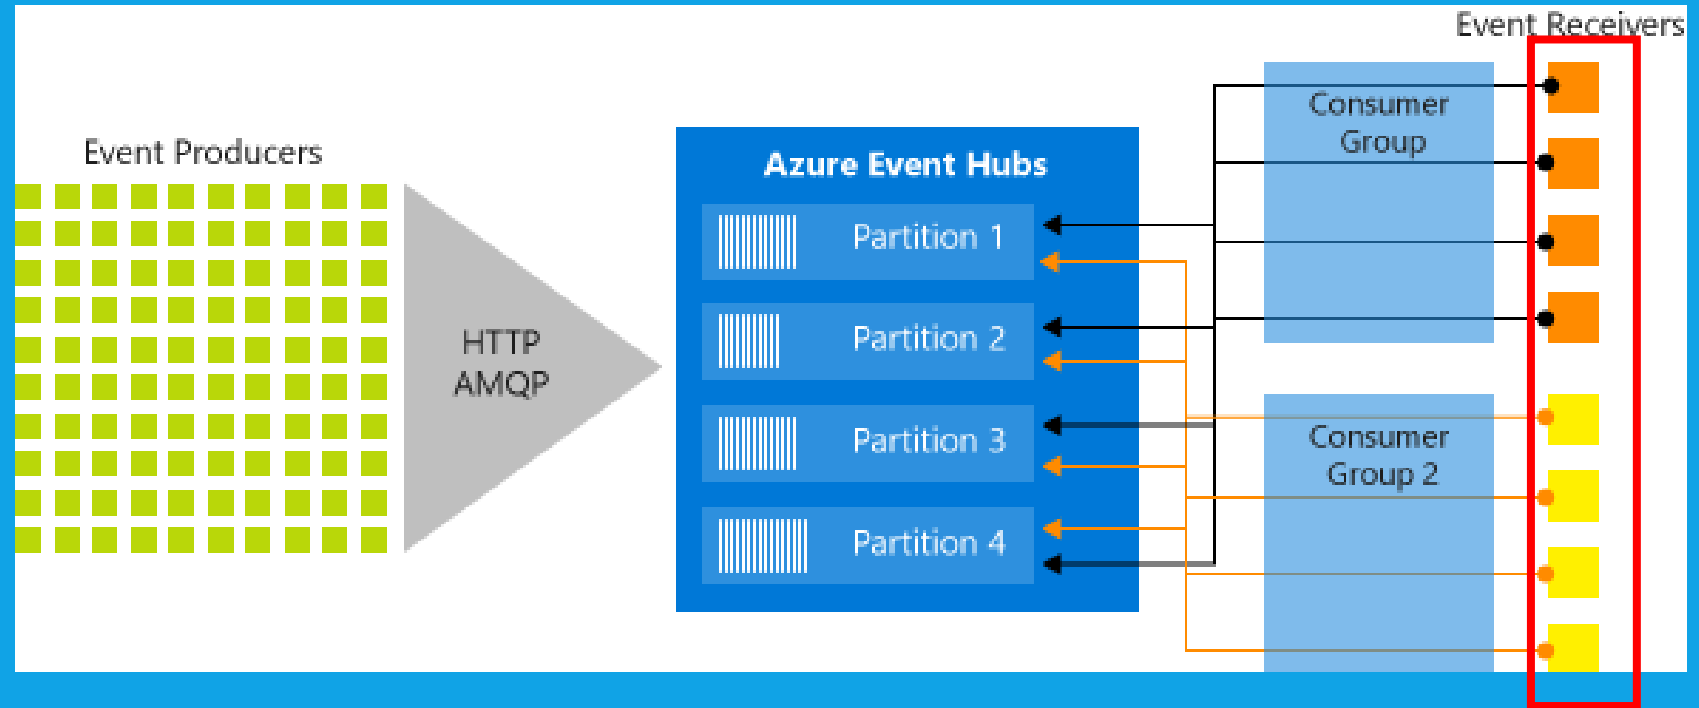 Event Receivers
Event Producers
HTTP
AMQP
Azure Event Hubs
Partition 1
Partition 2
Partition 3
Partition 4
Consumer
Group
Consumer
Group 2